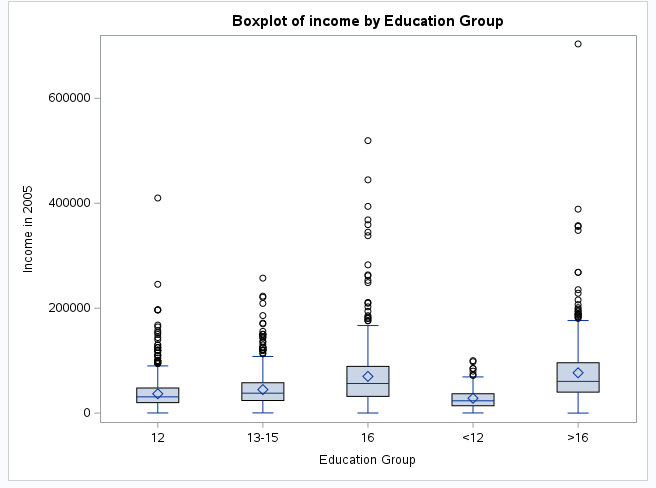 Boxplot of income by Education Group
600000
400000
200000
0
Income in 2005
12 13-15 16 <12 >16
Education Group